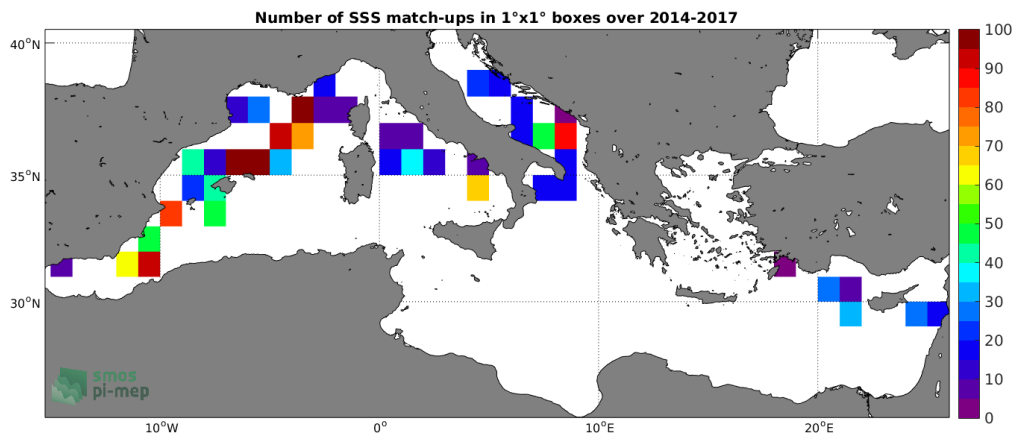 Number of SSS match-ups in 1°x1° boxes over 2014-2017
40°N
35°N
30°N
10°W
0°
10°E
20°E
100
90
80
70
60
50
40
30
20
10
0
smos
pi-mep